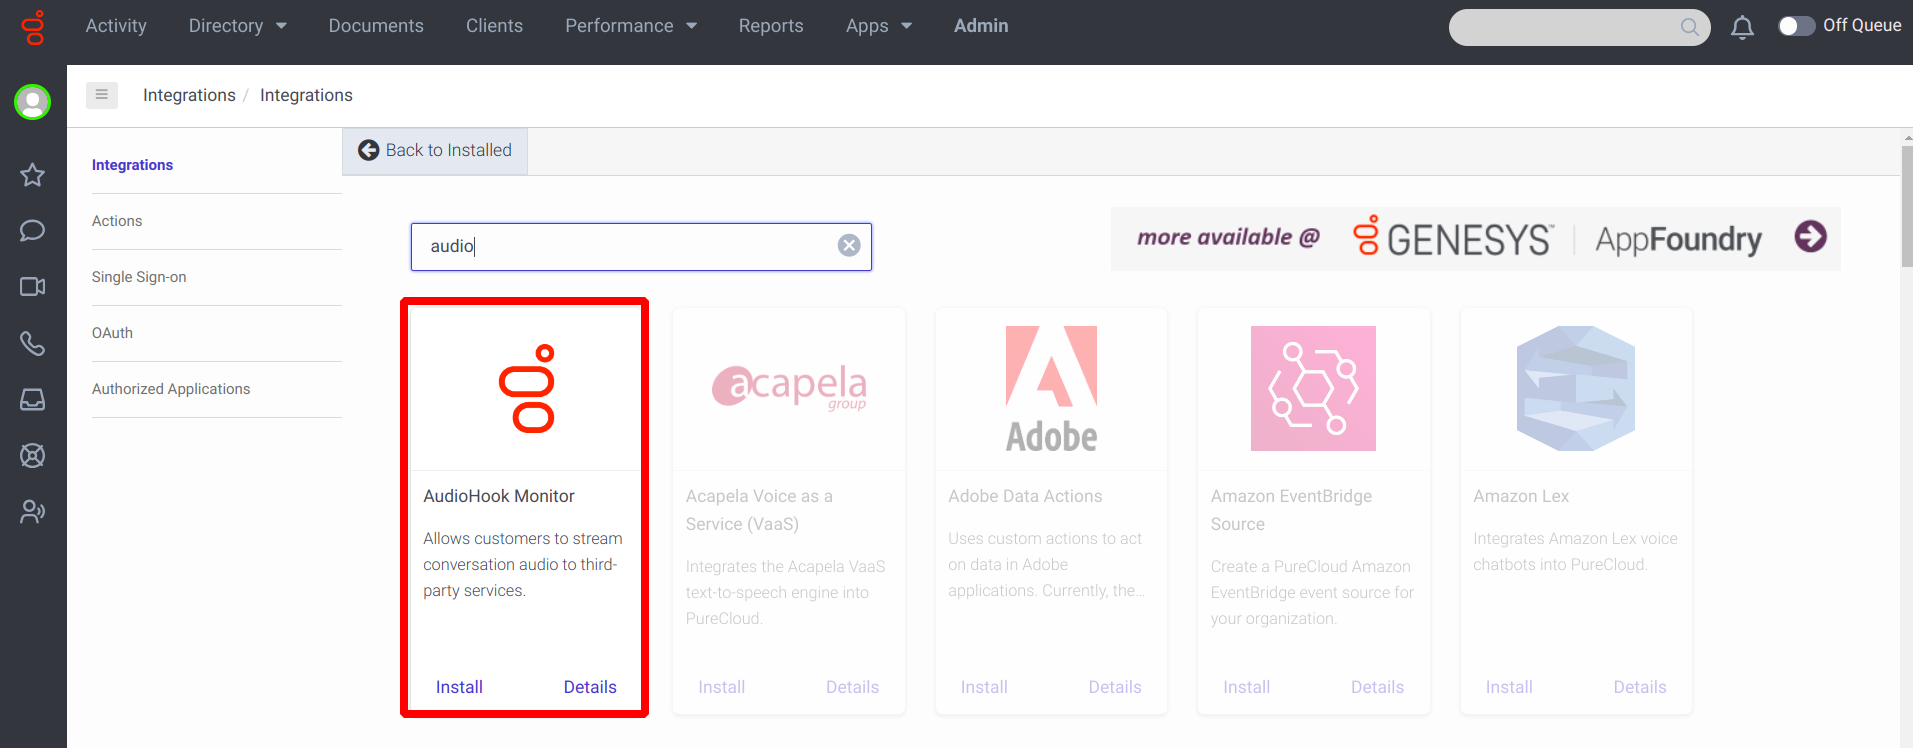 Activity Directory Documents Clients Performance Reports Apps Admin Off Queue
Integrations / Integrations
Integrations
Actions
Single Sign-on
OAuth
Authorized Applications
Back to Installed
audio
more available @ GENESYS™ AppFoundry
AudioHook Monitor
Allows customers to stream
conversation audio to third-
party services.
Install Details
acapela
group
Acapela Voice as a
Service (VaaS)
Integrates the Acapela VaaS
text-to-speech engine into
PureCloud.
Install Details
Adobe
Adobe Data Actions
Uses custom actions to act
on data in Adobe
applications. Currently, the...
Install Details
Amazon EventBridge
Source
Create a PureCloud Amazon
EventBridge event source for
your organization.
Install Details
Amazon Lex
Integrates Amazon Lex voice
chatbots into PureCloud.
Install Details